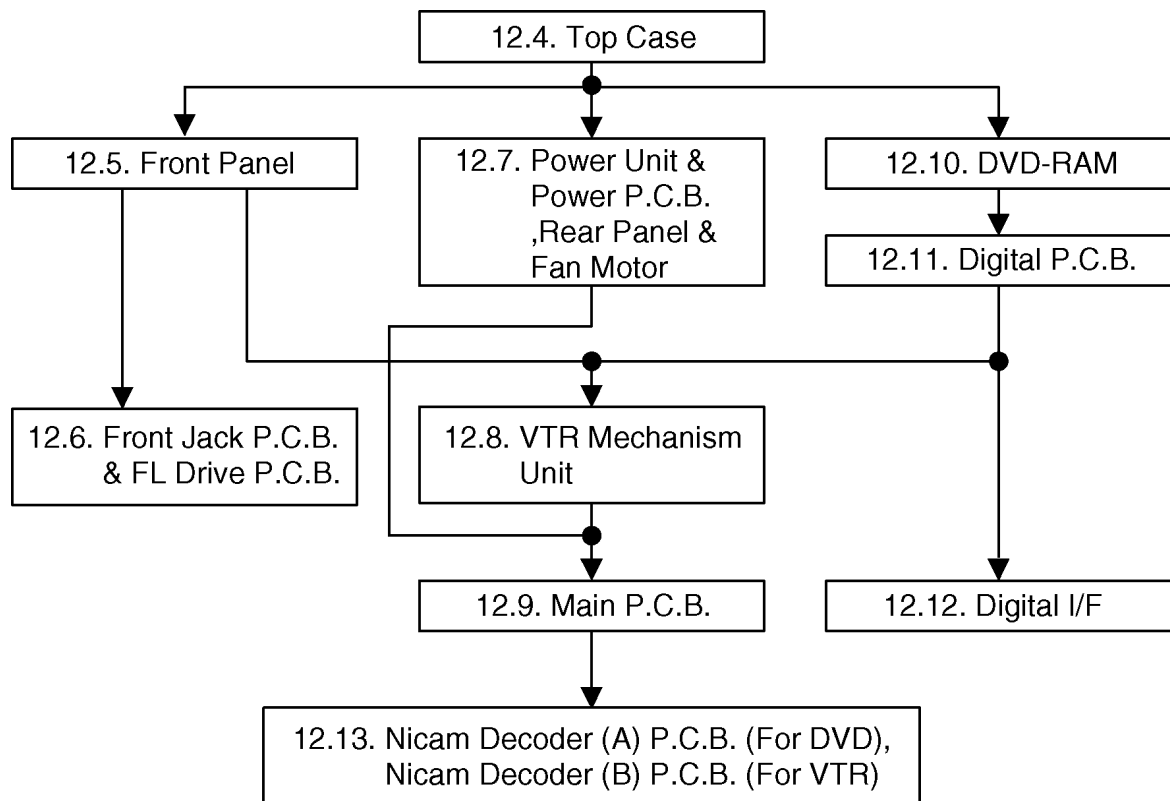 12.4. Top Case
12.5. Front Panel
12.7. Power Unit &
Power P.C.B.
,Rear Panel &
Fan Motor
12.10. DVD-RAM
12.11. Digital P.C.B.
12.6. Front Jack P.C.B.
& FL Drive P.C.B.
12.8. VTR Mechanism
Unit
12.9. Main P.C.B.
12.12. Digital I/F
12.13. Nicam Decoder (A) P.C.B. (For DVD),
Nicam Decoder (B) P.C.B. (For VTR)